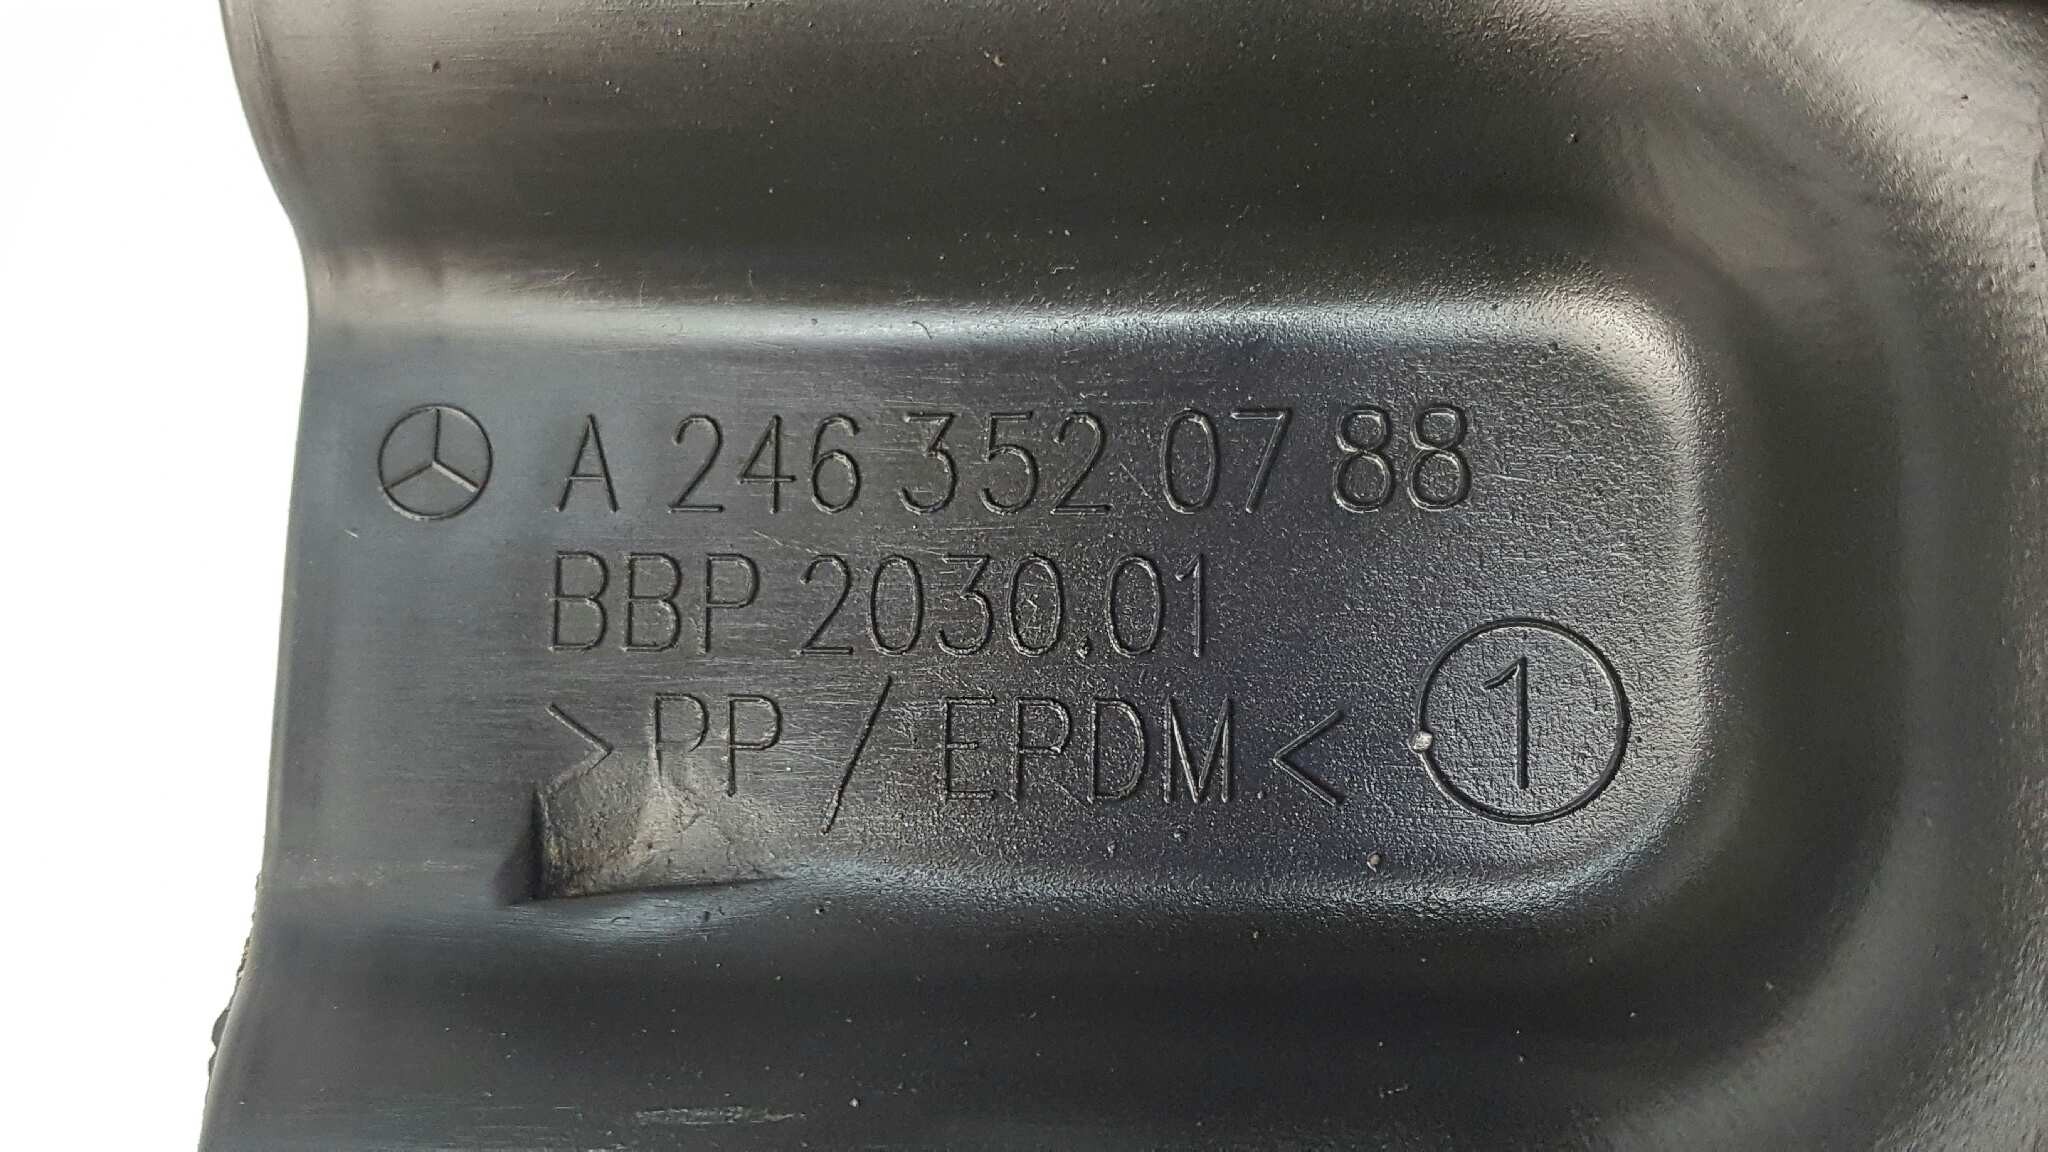 A 246 352 07 88
BBP 2030.01
> PP / EPDM <
1